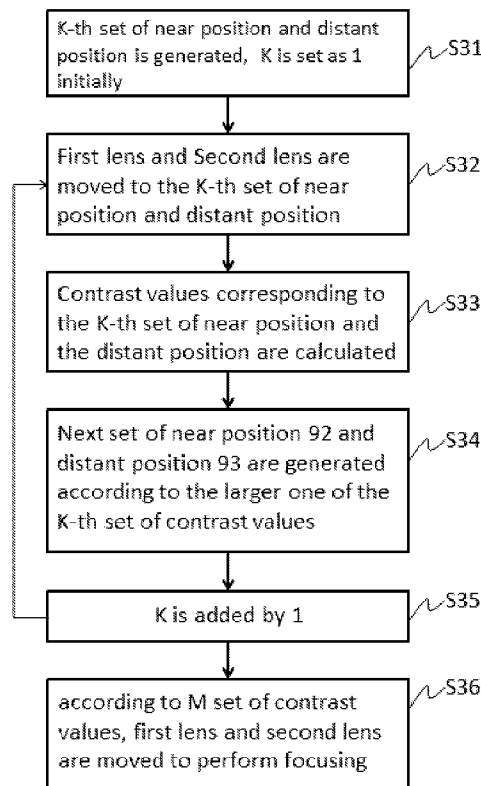 K-th set of near position and distant
position is generated, K is set as 1
initially
S31
First lens and Second lens are
moved to the K-th set of near
position and distant position
S32
Contrast values corresponding to
the K-th set of near position and
the distant position are calculated
S33
Next set of near position 92 and
distant position 93 are generated
according to the larger one of the
K-th set of contrast values
S34
K is added by 1
S35
according to M set of contrast
values, first lens and second lens
are moved to perform focusing
S36